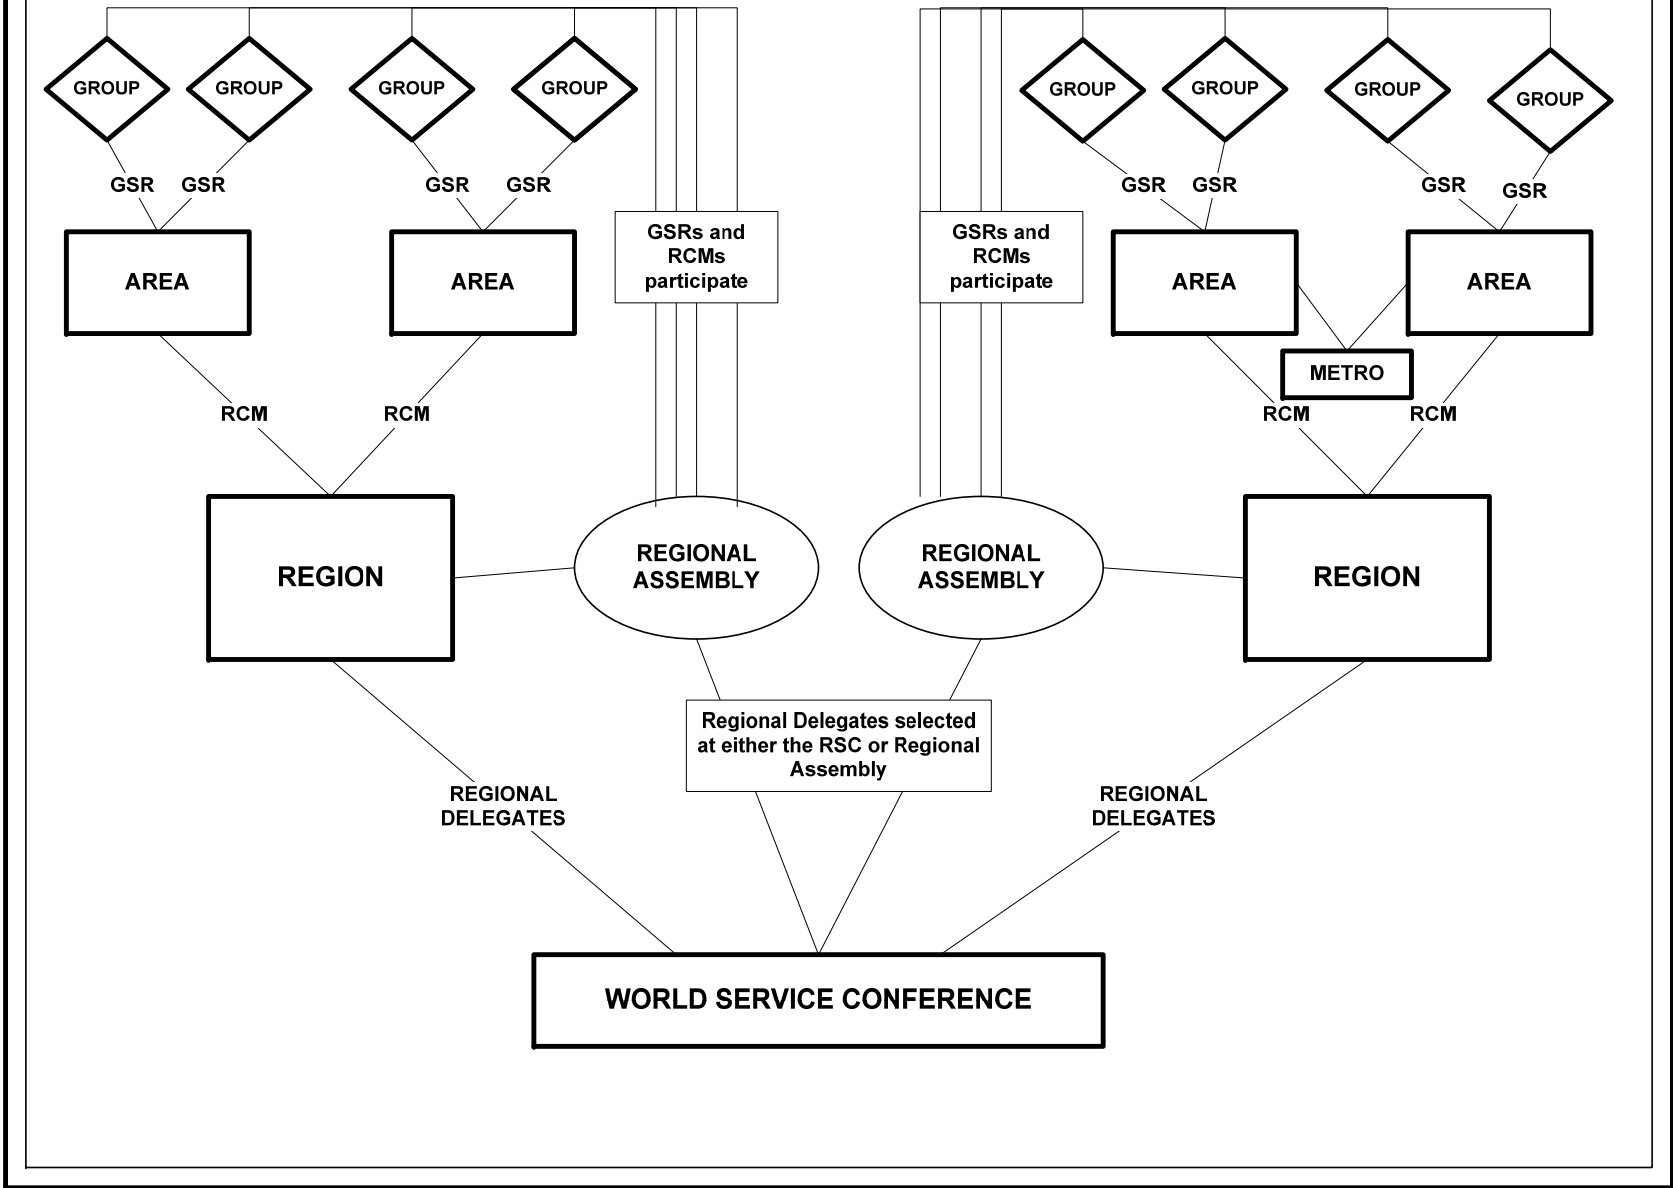 GROUP
GROUP
GROUP
GROUP
GROUP
GROUP
GROUP
GROUP
GSR
GSR
GSR
GSR
GSR
GSR
GSR
GSR
GSRs and
RCMs
participate
GSRs and
RCMs
participate
AREA
AREA
AREA
AREA
METRO
RCM
RCM
RCM
RCM
REGION
REGIONAL
ASSEMBLY
REGIONAL
ASSEMBLY
REGION
Regional Delegates selected
at either the RSC or Regional
Assembly
REGIONAL
DELEGATES
REGIONAL
DELEGATES
WORLD SERVICE CONFERENCE